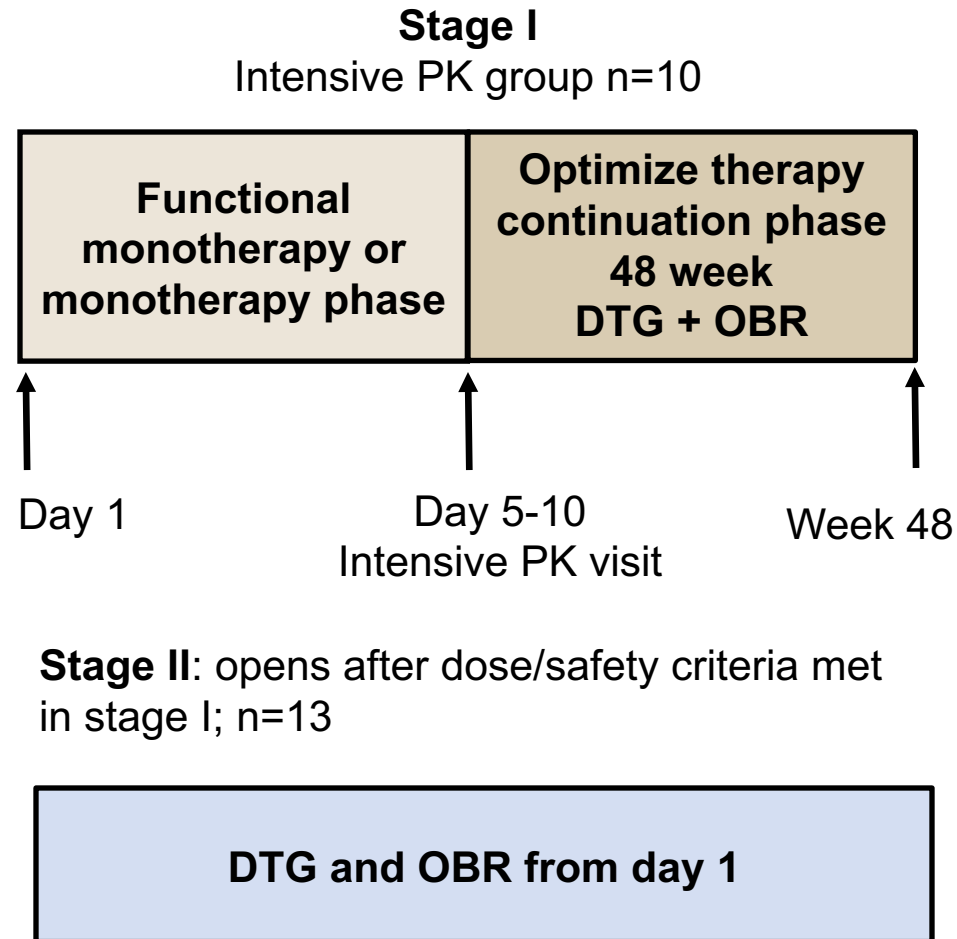 Stage I
Intensive PK group n=10
Functional
monotherapy or
monotherapy phase
Optimize therapy
continuation phase
48 week
DTG + OBR
Day 1
Day 5-10
Intensive PK visit
Week 48
Stage II: opens after dose/safety criteria met
in stage I; n=13
DTG and OBR from day 1